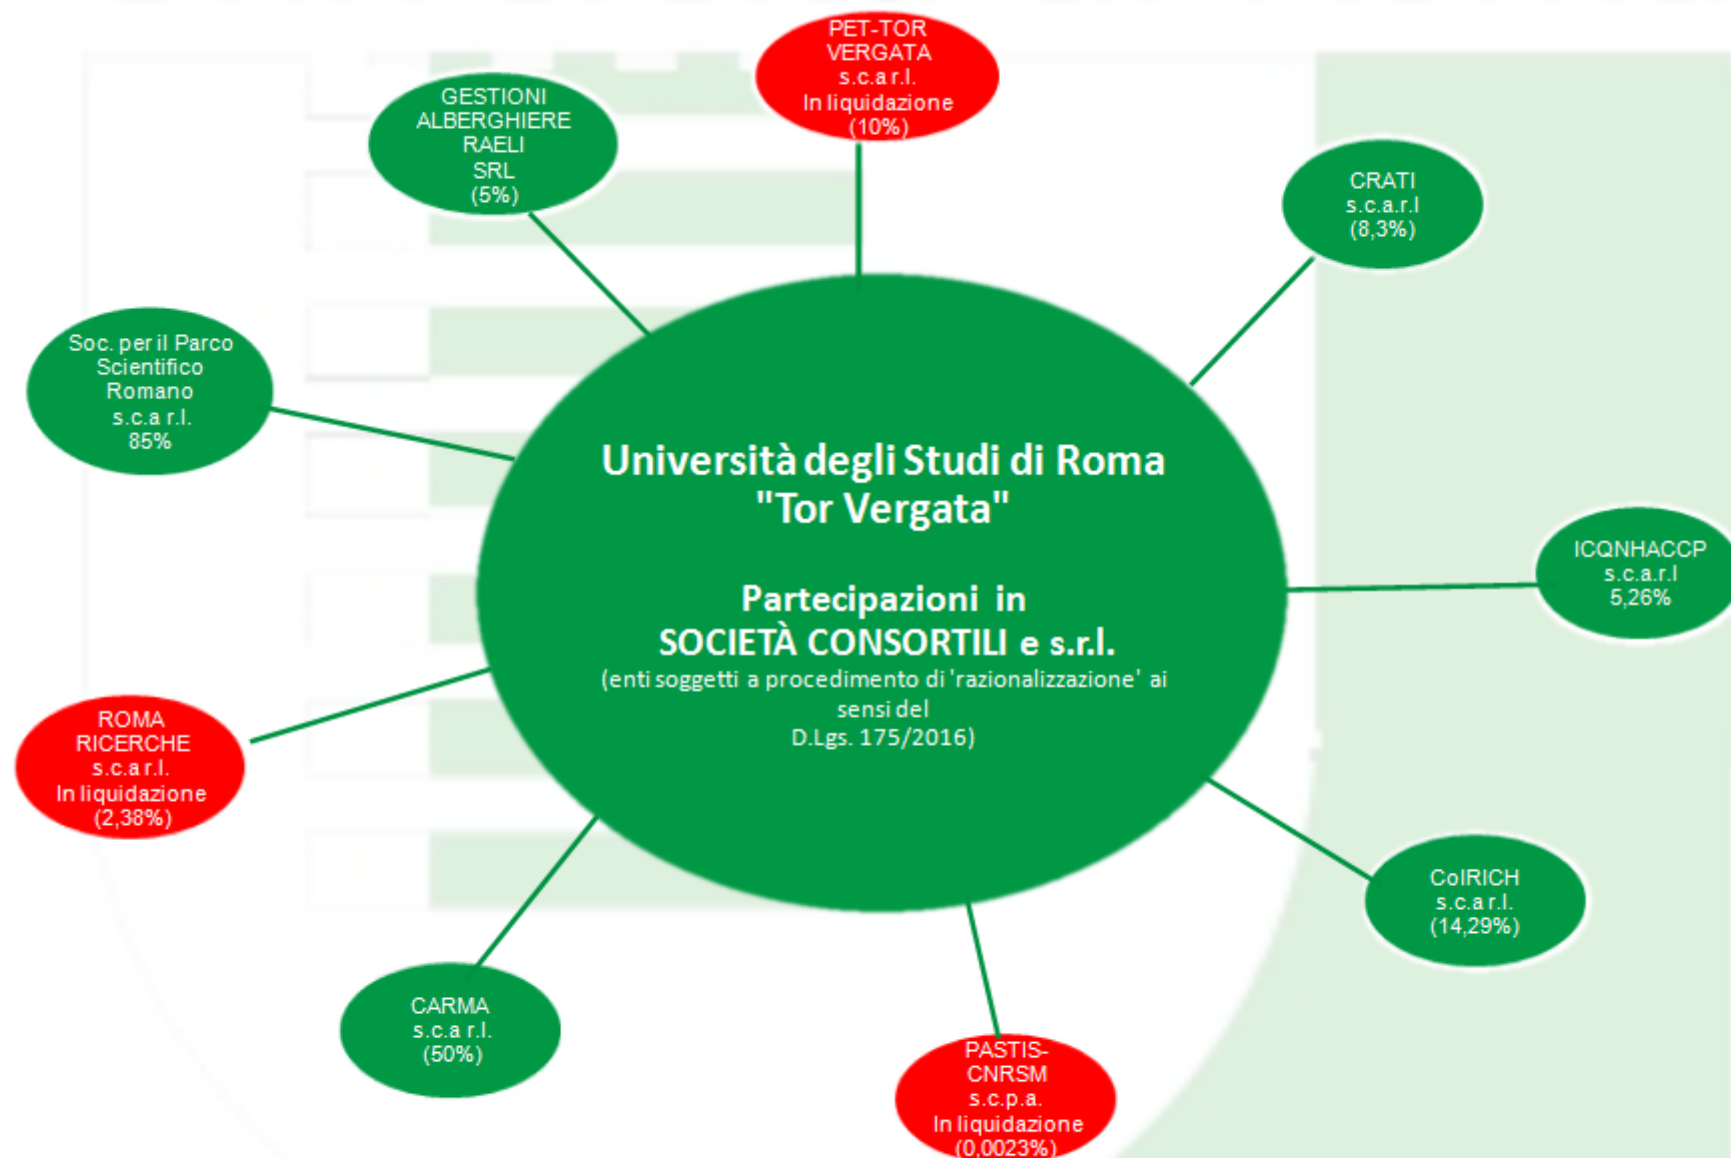 PET-TOR
VERGATA
s.c.a r.l.
In liquidazione
(10%)
GESTIONI
ALBERGHIERE
RAELI
SRL
(5%)
CRATI
s.c.a.r.l
(8,3%)
Soc. per il Parco
Scientifico
Romano
s.c.a r.l.
85%
Università degli Studi di Roma
"Tor Vergata"
Partecipazioni in
SOCIETÀ CONSORTILI e s.r.l.
(enti soggetti a procedimento di 'razionalizzazione' ai
sensi del
D.Lgs. 175/2016)
ICQNHACCP
s.c.a.r.l
5,26%
ROMA
RICERCHE
s.c.a r.l.
In liquidazione
(2,38%)
CoIRICH
s.c.a r.l.
(14,29%)
CARMA
s.c.a r.l.
(50%)
PASTIS-
CNRSM
s.c.p.a.
In liquidazione
(0,0023%)